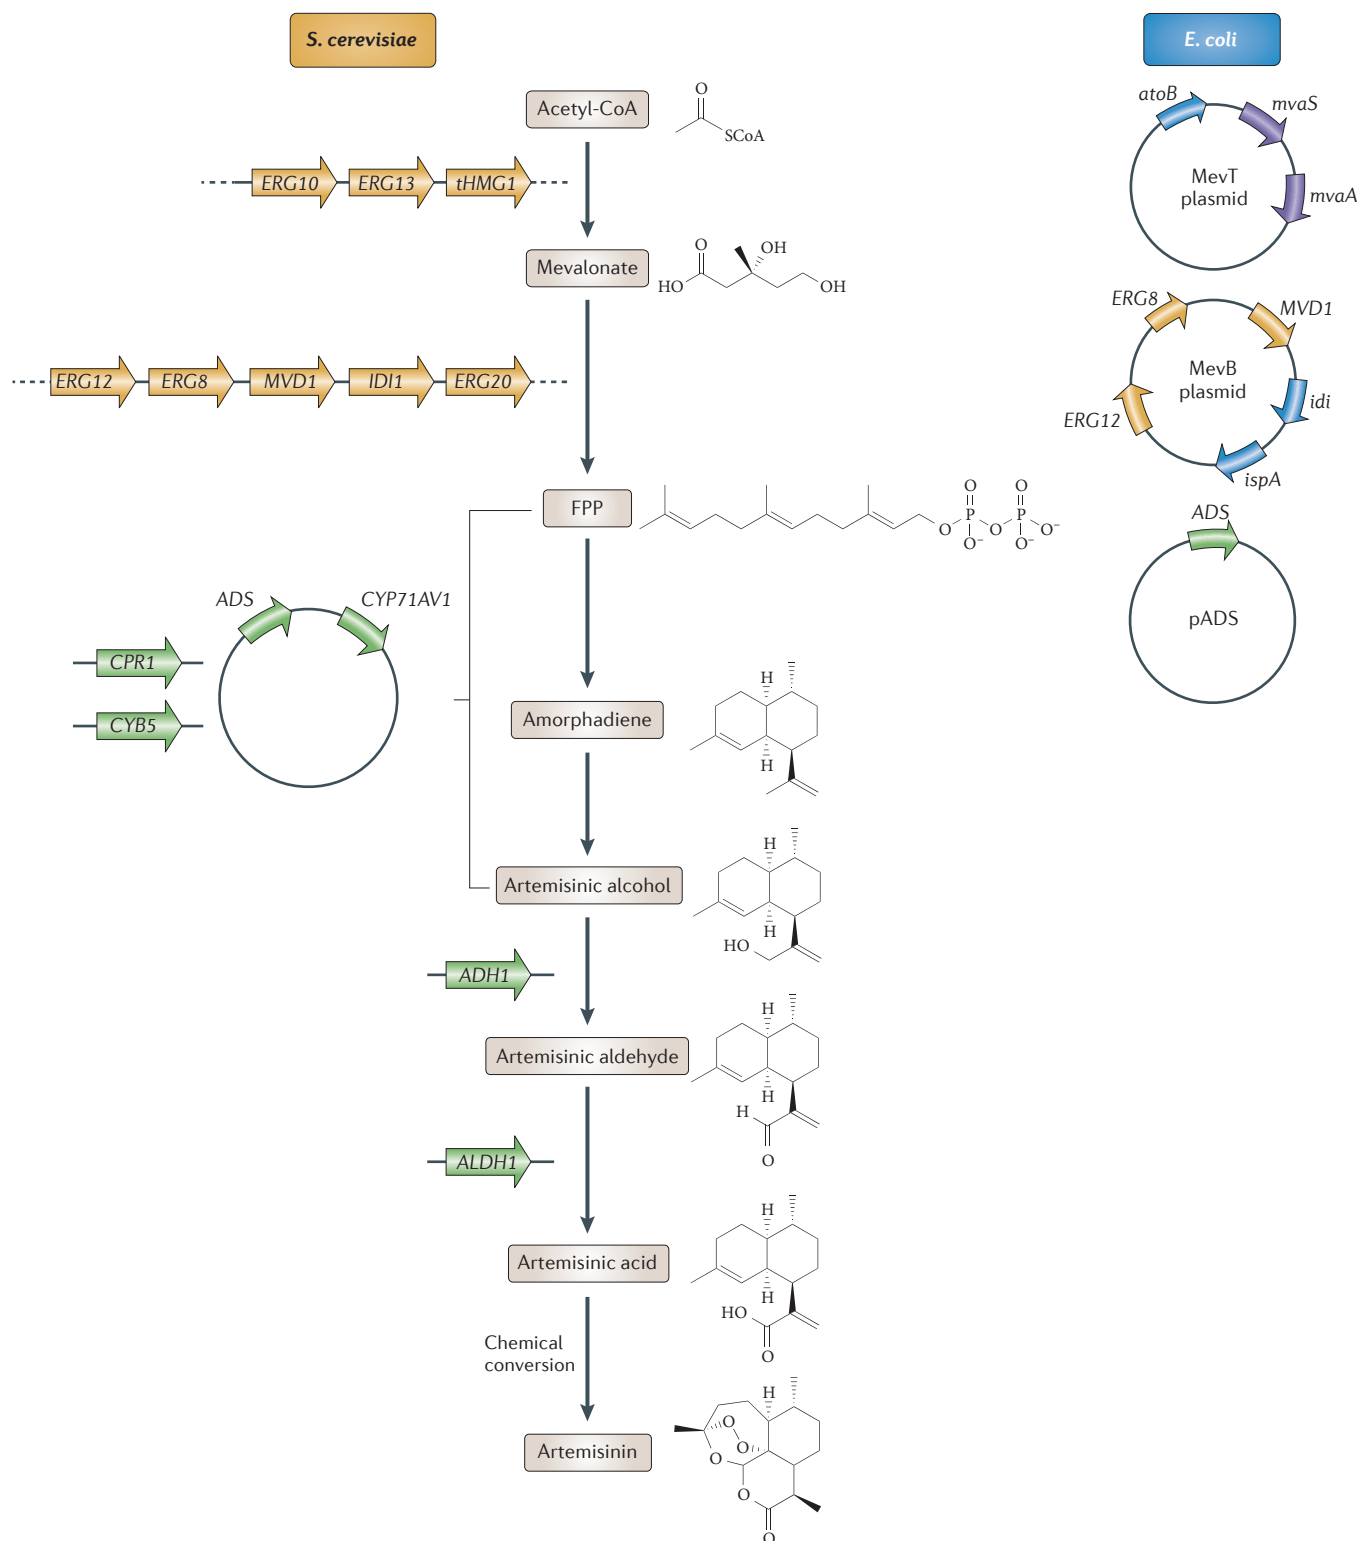 S. cerevisiae
E. coli
Acetyl-CoA
O
SCoA
ERG10
ERG13
tHMG1
atoB
mvaS
MevT
plasmid
mvaA
Mevalonate
O
OH
HO
OH
ERG12
ERG8
MVD1
IDI1
ERG20
ERG8
MVD1
MevB
plasmid
idi
ERG12
ispA
FPP
O
O
O
P
O
P
O⁻
O⁻
O⁻
ADS
pADS
ADS
CYP71AV1
CPR1
CYB5
Amorphadiene
H
H
Artemisinic alcohol
H
H
HO
ADH1
Artemisinic aldehyde
H
H
H
O
ALDH1
Artemisinic acid
H
H
HO
O
Chemical
conversion
Artemisinin
H
O
O
O
O
O